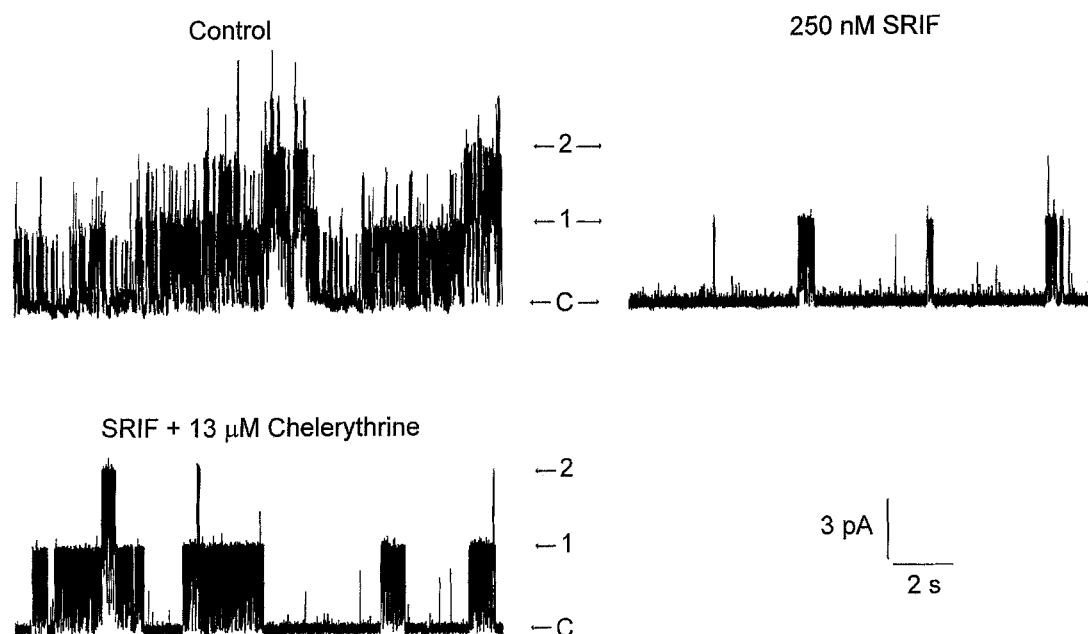 Control
250 nM SRIF
←2→
←1→
←C→
SRIF + 13 μM Chelerythrine
←2
←1
←C
3 pA
2 s